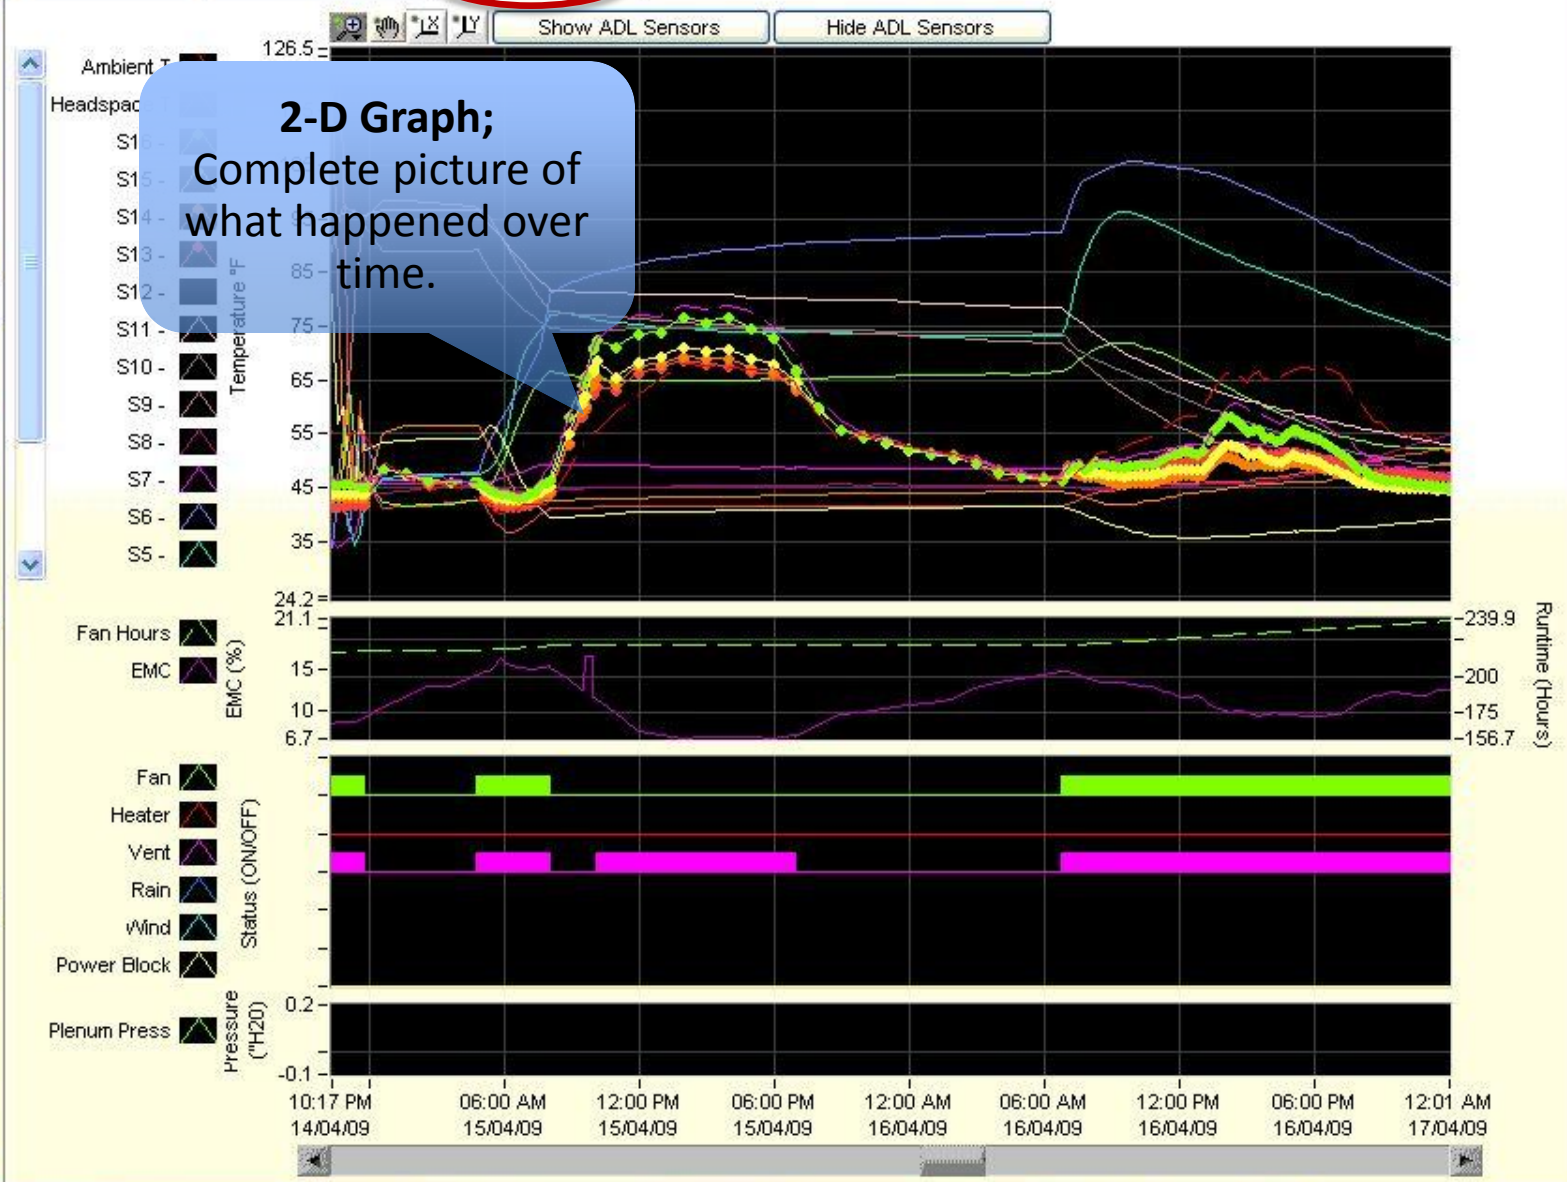 Show ADL Sensors Hide ADL Sensors
126.5
Ambient T
Headspac
2-D Graph;
Complete picture of
what happened over
time.
S16 -
S15 -
S14 -
S13 -
S12 -
S11 -
S10 -
S9 -
S8 -
S7 -
S6 -
S5 -
Temperature °F
85
75
65
55
45
35
24.2
21.1
15
10
6.7
Fan Hours
EMC
EMC (%)
239.9
200
175
156.7
Runtime (Hours)
Fan
Heater
Vent
Rain
Wind
Power Block
Status (ON/OFF)
Plenum Press
Pressure
("H20)
0.2
-0.1
10:17 PM 06:00 AM 12:00 PM 06:00 PM 12:00 AM 06:00 AM 12:00 PM 06:00 PM 12:01 AM
14/04/09 15/04/09 15/04/09 15/04/09 16/04/09 16/04/09 16/04/09 16/04/09 17/04/09